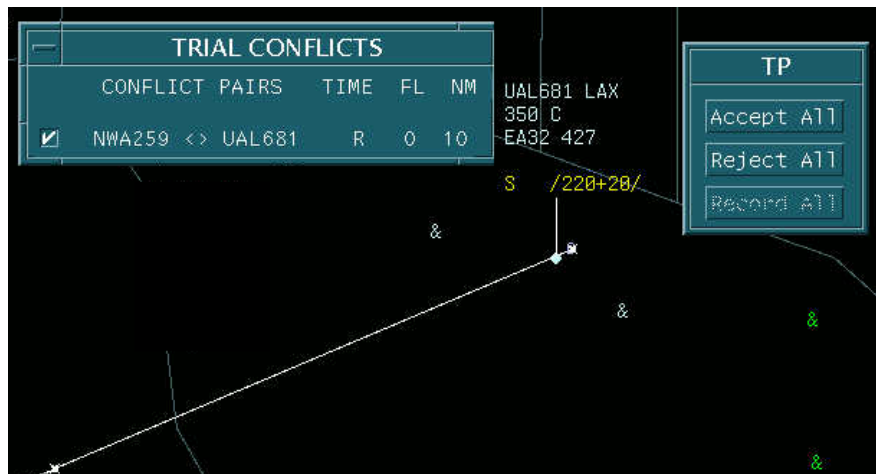 TRIAL CONFLICTS
CONFLICT PAIRS TIME FL NM
NWA259 <> UAL681 R 0 10
UAL681 LAX
350 C
EA32 427
S /220+20/
TP
Accept All
Reject All
Record All
&
&
&
&